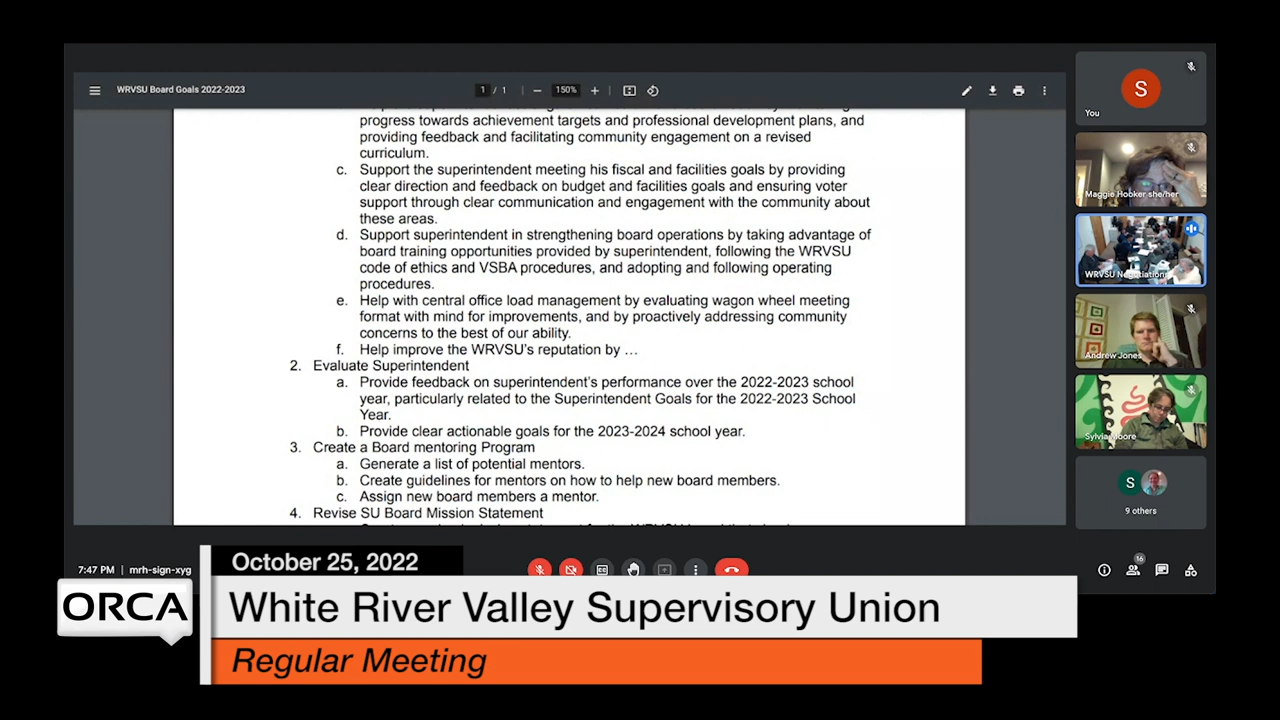 WRVSU Board Goals 2022-2023
1 / 1
150%
progress towards achievement targets and professional development plans, and
providing feedback and facilitating community engagement on a revised
curriculum.
c. Support the superintendent meeting his fiscal and facilities goals by providing
clear direction and feedback on budget and facilities goals and ensuring voter
support through clear communication and engagement with the community about
these areas.
d. Support superintendent in strengthening board operations by taking advantage of
board training opportunities provided by superintendent, following the WRVSU
code of ethics and VSBA procedures, and adopting and following operating
procedures.
e. Help with central office load management by evaluating wagon wheel meeting
format with mind for improvements, and by proactively addressing community
concerns to the best of our ability.
f. Help improve the WRVSU's reputation by …
2. Evaluate Superintendent
a. Provide feedback on superintendent's performance over the 2022-2023 school
year, particularly related to the Superintendent Goals for the 2022-2023 School
Year.
b. Provide clear actionable goals for the 2023-2024 school year.
3. Create a Board mentoring Program
a. Generate a list of potential mentors.
b. Create guidelines for mentors on how to help new board members.
c. Assign new board members a mentor.
4. Revise SU Board Mission Statement
S
You
Maggie Hooker she/her
WRVSU Negotiations
Andrew Jones
Sylvia Moore
S
9 others
7:47 PM | mrh-sign-xyg
16
October 25, 2022
ORCA
White River Valley Supervisory Union
Regular Meeting